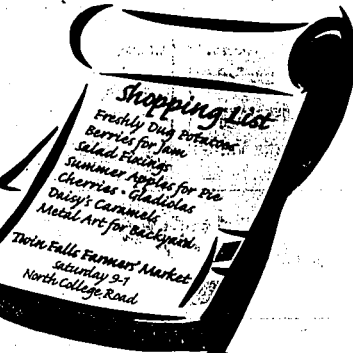 Shopping List
Freshly Dug Potatoes
Berries for Jam
Salad Fixings
Summer Apples for Pie
Cherries • Gladiolas
Daisy's Caramels
Metal Art for Backyard
Twin Falls Farmers' Market
Saturday 9-1
North College Road